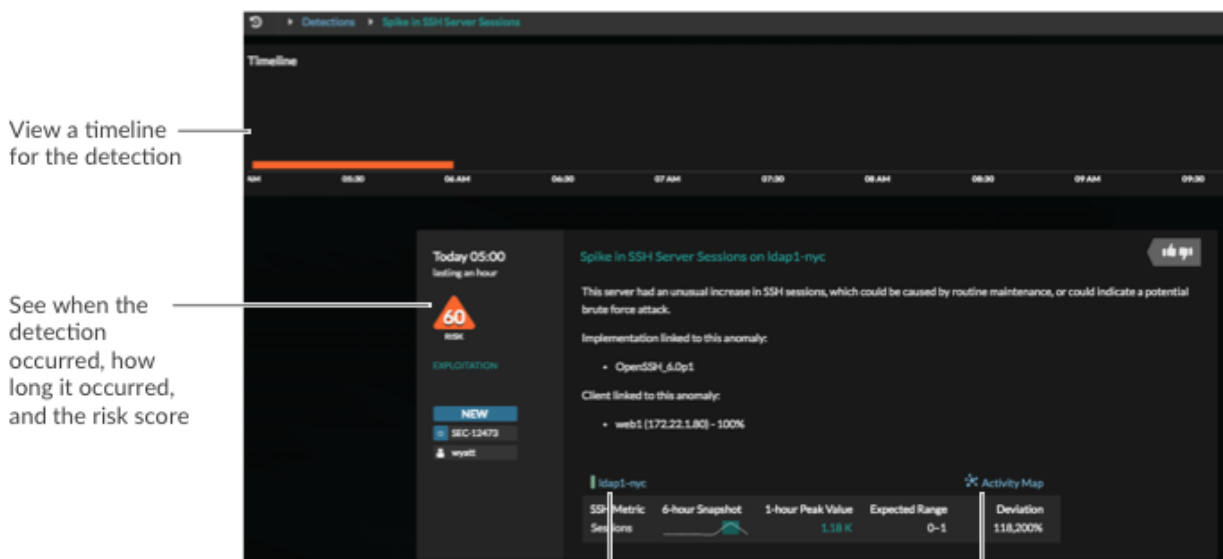 Detections Spike in SSH Server Sessions
Timeline
View a timeline
for the detection
AM 05:30 06 AM 06:30 07 AM 07:30 08 AM 08:30 09 AM 09:30
See when the
detection
occurred, how
long it occurred,
and the risk score
Today 05:00
lasting an hour
60
RISK
EXPLOITATION
NEW
SEC-12473
wyatt
Spike in SSH Server Sessions on ldap1-nyc
This server had an unusual increase in SSH sessions, which could be caused by routine maintenance, or could indicate a potential
brute force attack.
Implementation linked to this anomaly:
• OpenSSH_6.0p1
Client linked to this anomaly:
• web1 (172.22.1.80) - 100%
ldap1-nyc Activity Map
SSH Metric 6-hour Snapshot 1-hour Peak Value Expected Range Deviation
Sessions 1.18 K 0-1 118,200%